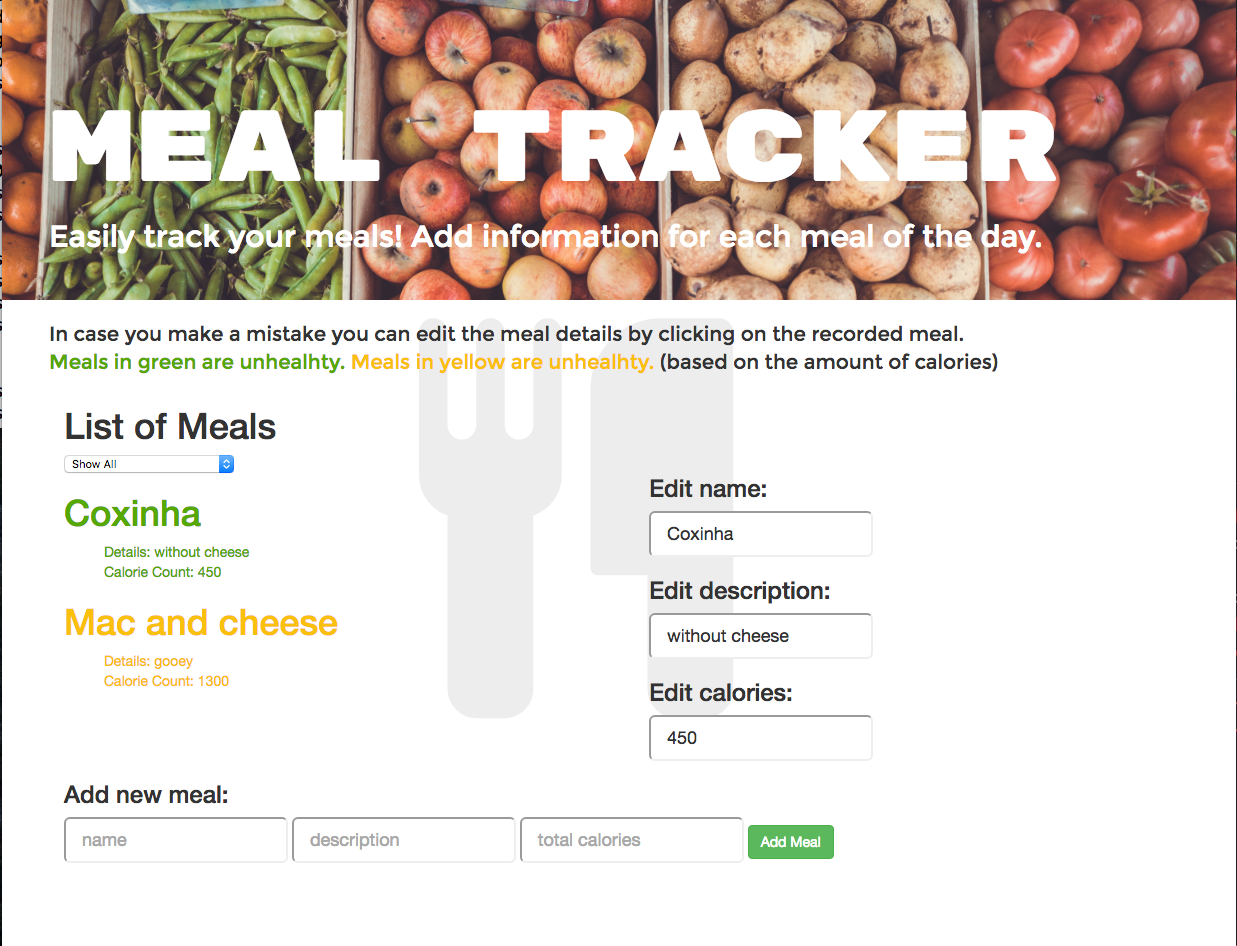 MEAL TRACKER
Easily track your meals! Add information for each meal of the day.
In case you make a mistake you can edit the meal details by clicking on the recorded meal.
Meals in green are unhealhty. Meals in yellow are unhealhty. (based on the amount of calories)
List of Meals
Show All
Coxinha
Details: without cheese
Calorie Count: 450
Mac and cheese
Details: gooey
Calorie Count: 1300
Edit name:
Coxinha
Edit description:
without cheese
Edit calories:
450
Add new meal:
name description total calories Add Meal